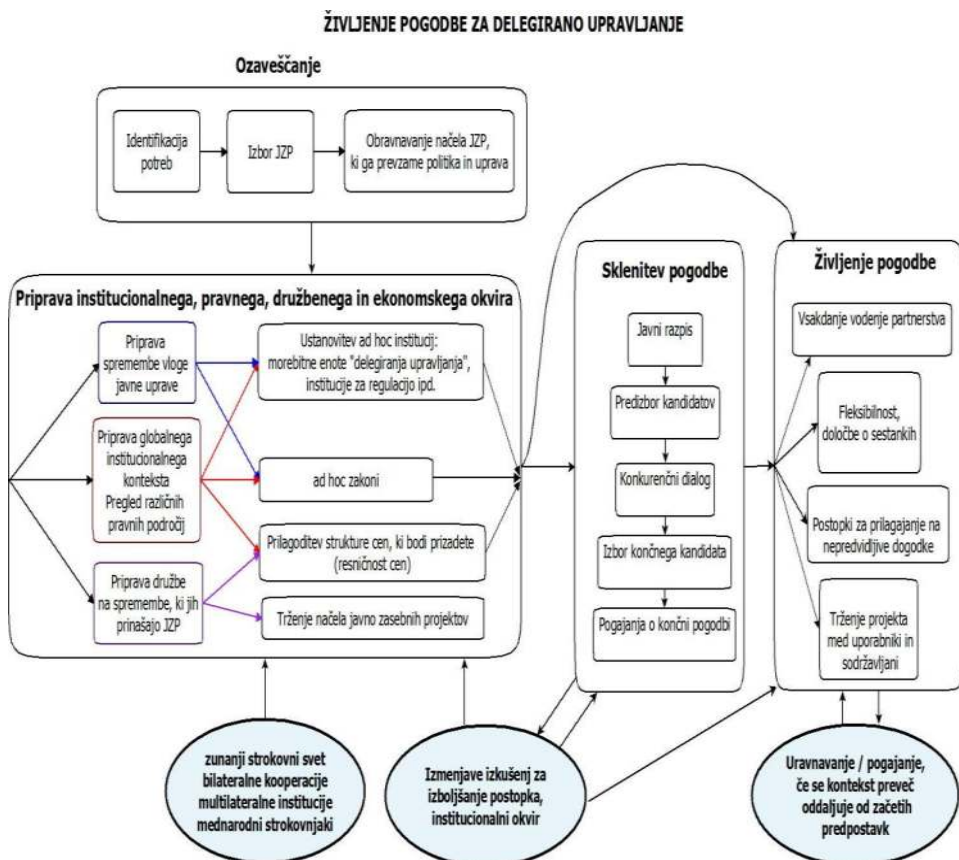 ŽIVLJENJE POGODBE ZA DELEGIRANO UPRAVLJANJE
Ozaveščanje
Identifikacija
potreb
Izbor JZP
Obravnavanje načela JZP,
ki ga prevzame politika in uprava
Priprava institucionalnega, pravnega, družbenega in ekonomskega okvira
Priprava
spremembe vloge
javne uprave
Priprava globalnega
institucionalnega
konteksta
Pregled različnih
pravnih področij
Priprava družbe
na spremembe, ki jih
prinašajo JZP
Ustanovitev ad hoc institucij:
morebitne enote "delegiranja upravljanja",
institucije za regulacijo ipd.
ad hoc zakoni
Prilagoditev strukture cen, ki bodi prizadete
(resničnost cen)
Trženje načela javno zasebnih projektov
Sklenitev pogodbe
Javni razpis
Predizbor kandidatov
Konkurenčni dialog
Izbor končnega kandidata
Pogajanja o končni pogodbi
Življenje pogodbe
Vsakdanje vodenje partnerstva
Fleksibilnost,
določbe o sestankih
Postopki za prilagajanje na
nepredvidljive dogodke
Trženje projekta
med uporabniki in
sodržavljani
zunanji strokovni svet
bilateralne kooperacije
multilateralne institucije
mednarodni strokovnjaki
Izmenjave izkušenj za
izboljšanje postopka,
institucionalni okvir
Uravnavanje / pogajanje,
če se kontekst preveč
oddaljuje od začetih
predpostavk